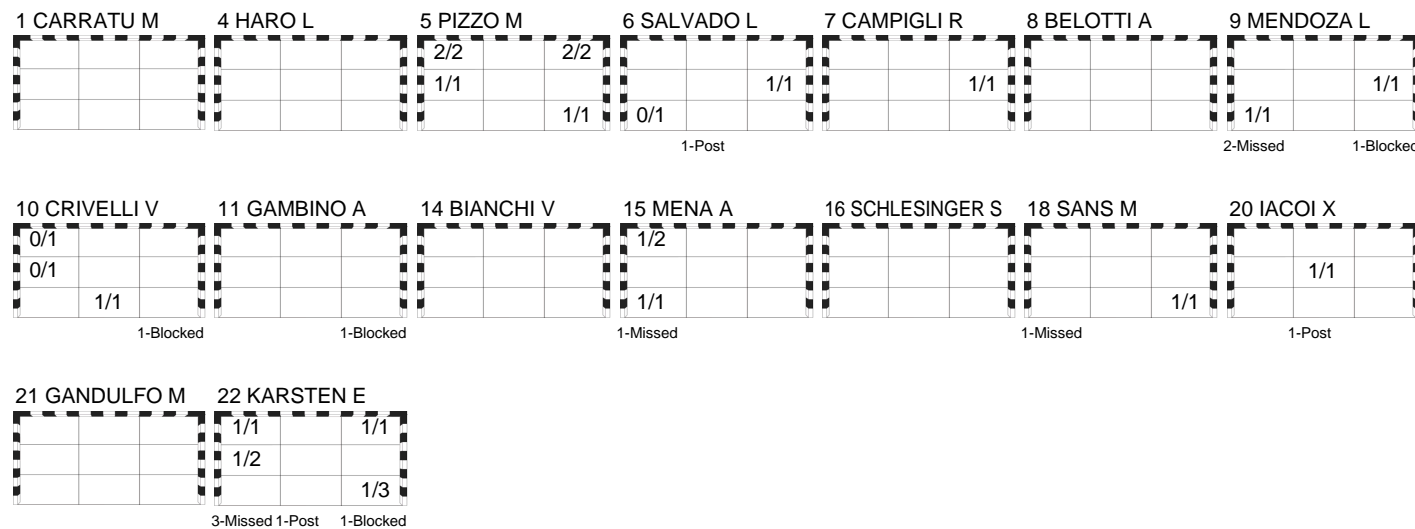 1 CARRATU M 4 HARO L 5 PIZZO M 6 SALVADO L 7 CAMPIGLI R 8 BELOTTI A 9 MENDOZA L
2/2 2/2
1/1 1/1 1/1 1/1
1/1 0/1 1/1
1-Post 2-Missed 1-Blocked
10 CRIVELLI V 11 GAMBINO A 14 BIANCHI V 15 MENA A 16 SCHLESINGER S 18 SANS M 20 IACOI X
0/1 1/2
0/1 1/1
1/1 1/1 1/1
1-Blocked 1-Blocked 1-Missed 1-Missed 1-Post
21 GANDULFO M 22 KARSTEN E
1/1 1/1
1/2
1/3
3-Missed 1-Post 1-Blocked